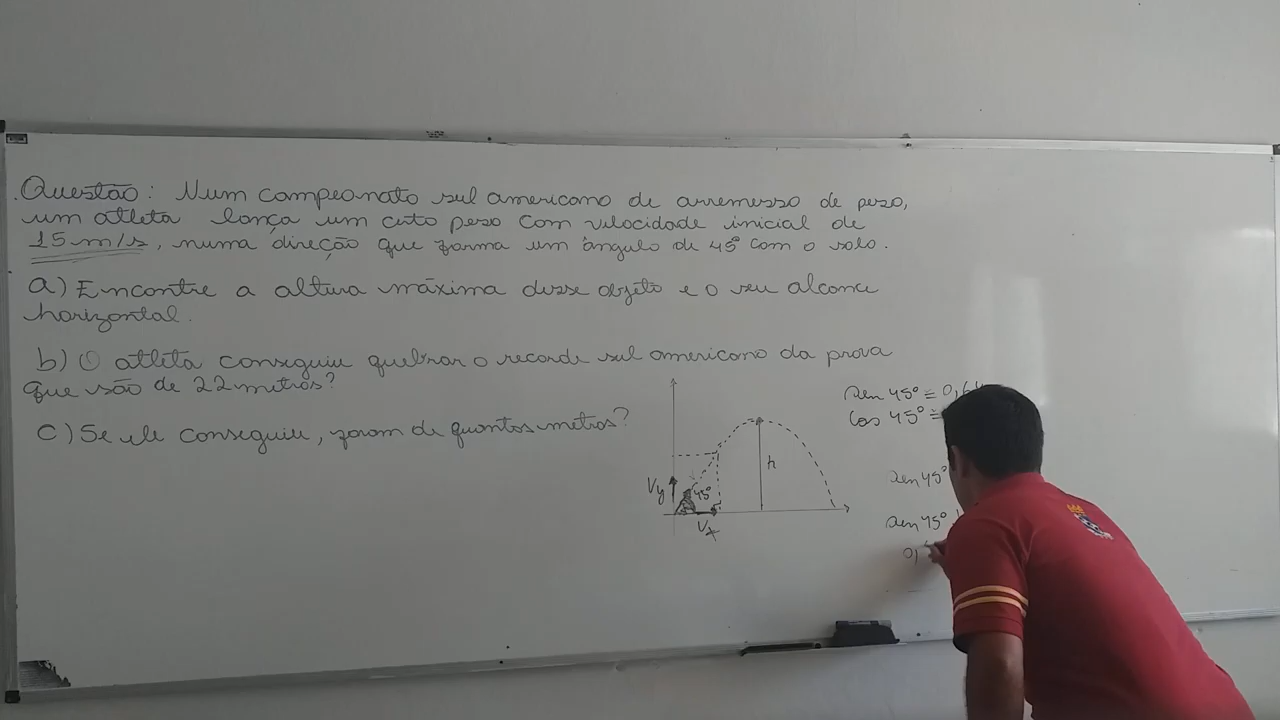 Questão: Num campeonato sul americano de arremesso de peso,
um atleta lança um certo peso com velocidade inicial de
15 m/s, numa direção que forma um ângulo de 45° com o solo.
a) Encontre a altura máxima desse objeto e o seu alcance
horizontal.
b) O atleta conseguiu quebrar o recorde sul americano da prova
que são de 22 metros?
c) Se ele conseguiu, foram de quantos metros?
Vy
45°
Vx
h
sen 45° ≅ 0,6
cos 45° ≅
sen 45°
sen 45°
0,